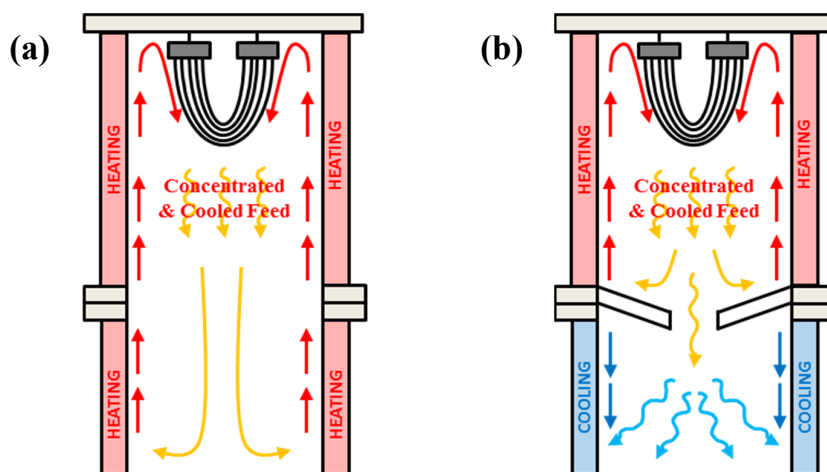 (a)
HEATING
HEATING
Concentrated
& Cooled Feed
HEATING
HEATING
(b)
HEATING
HEATING
Concentrated
& Cooled Feed
COOLING
COOLING